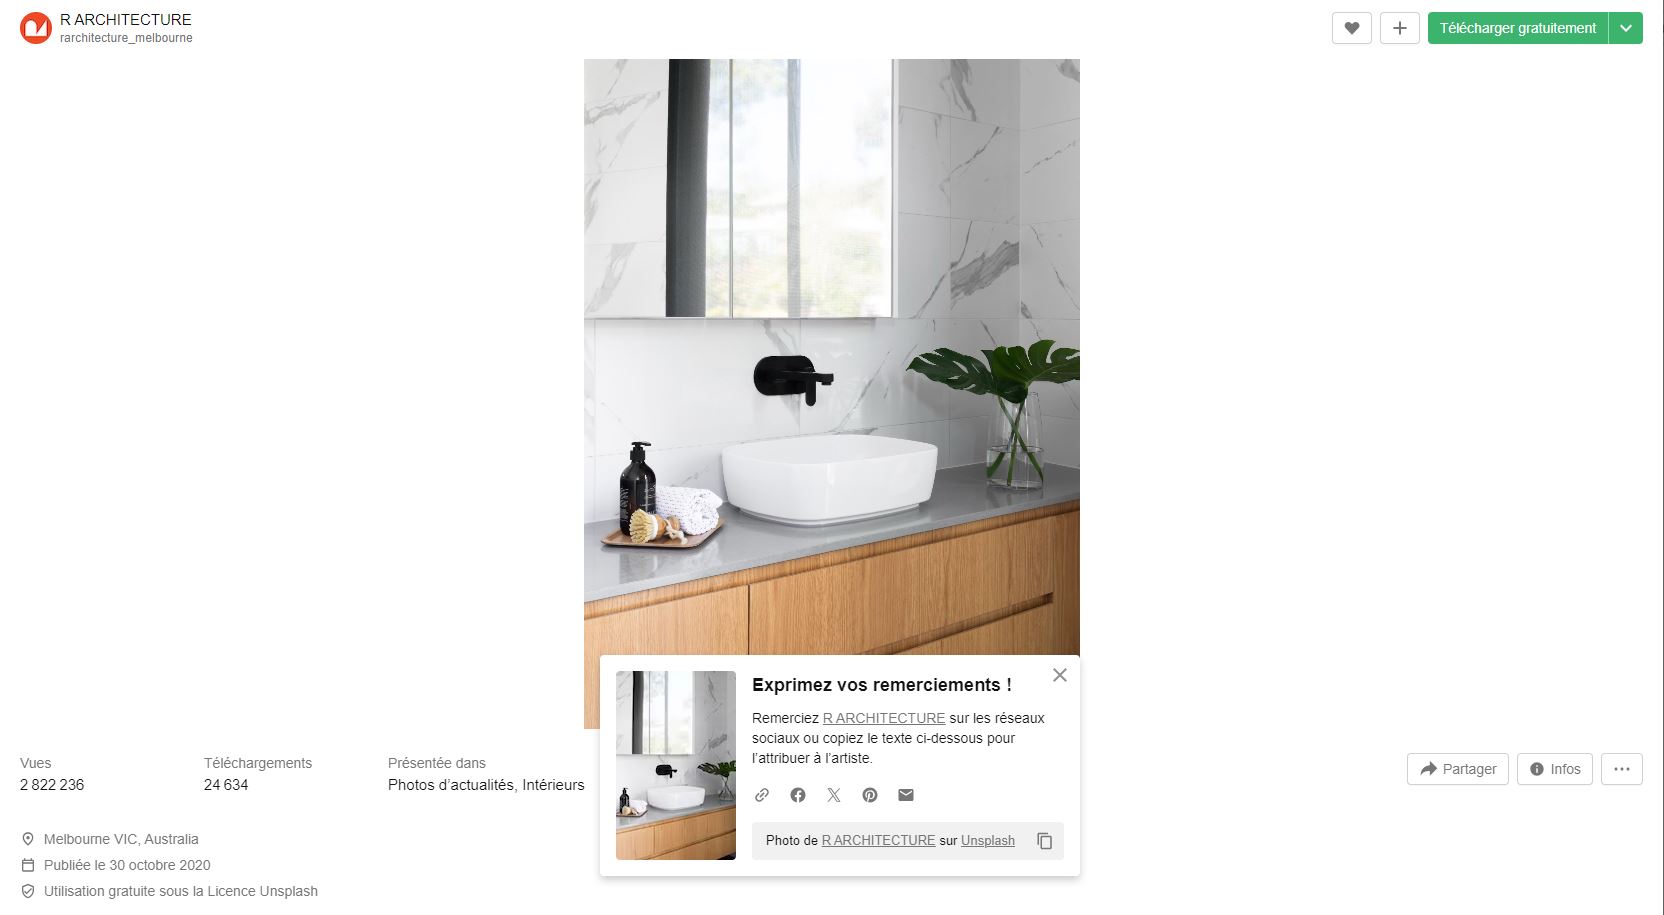 R ARCHITECTURE
rarchitecture_melbourne
Télécharger gratuitement
Exprimez vos remerciements !
Remerciez R ARCHITECTURE sur les réseaux
sociaux ou copiez le texte ci-dessous pour
l’attribuer à l’artiste.
Photo de R ARCHITECTURE sur Unsplash
Vues
2 822 236
Téléchargements
24 634
Présentée dans
Photos d’actualités, Intérieurs
Partager
Infos
Melbourne VIC, Australia
Publiée le 30 octobre 2020
Utilisation gratuite sous la Licence Unsplash